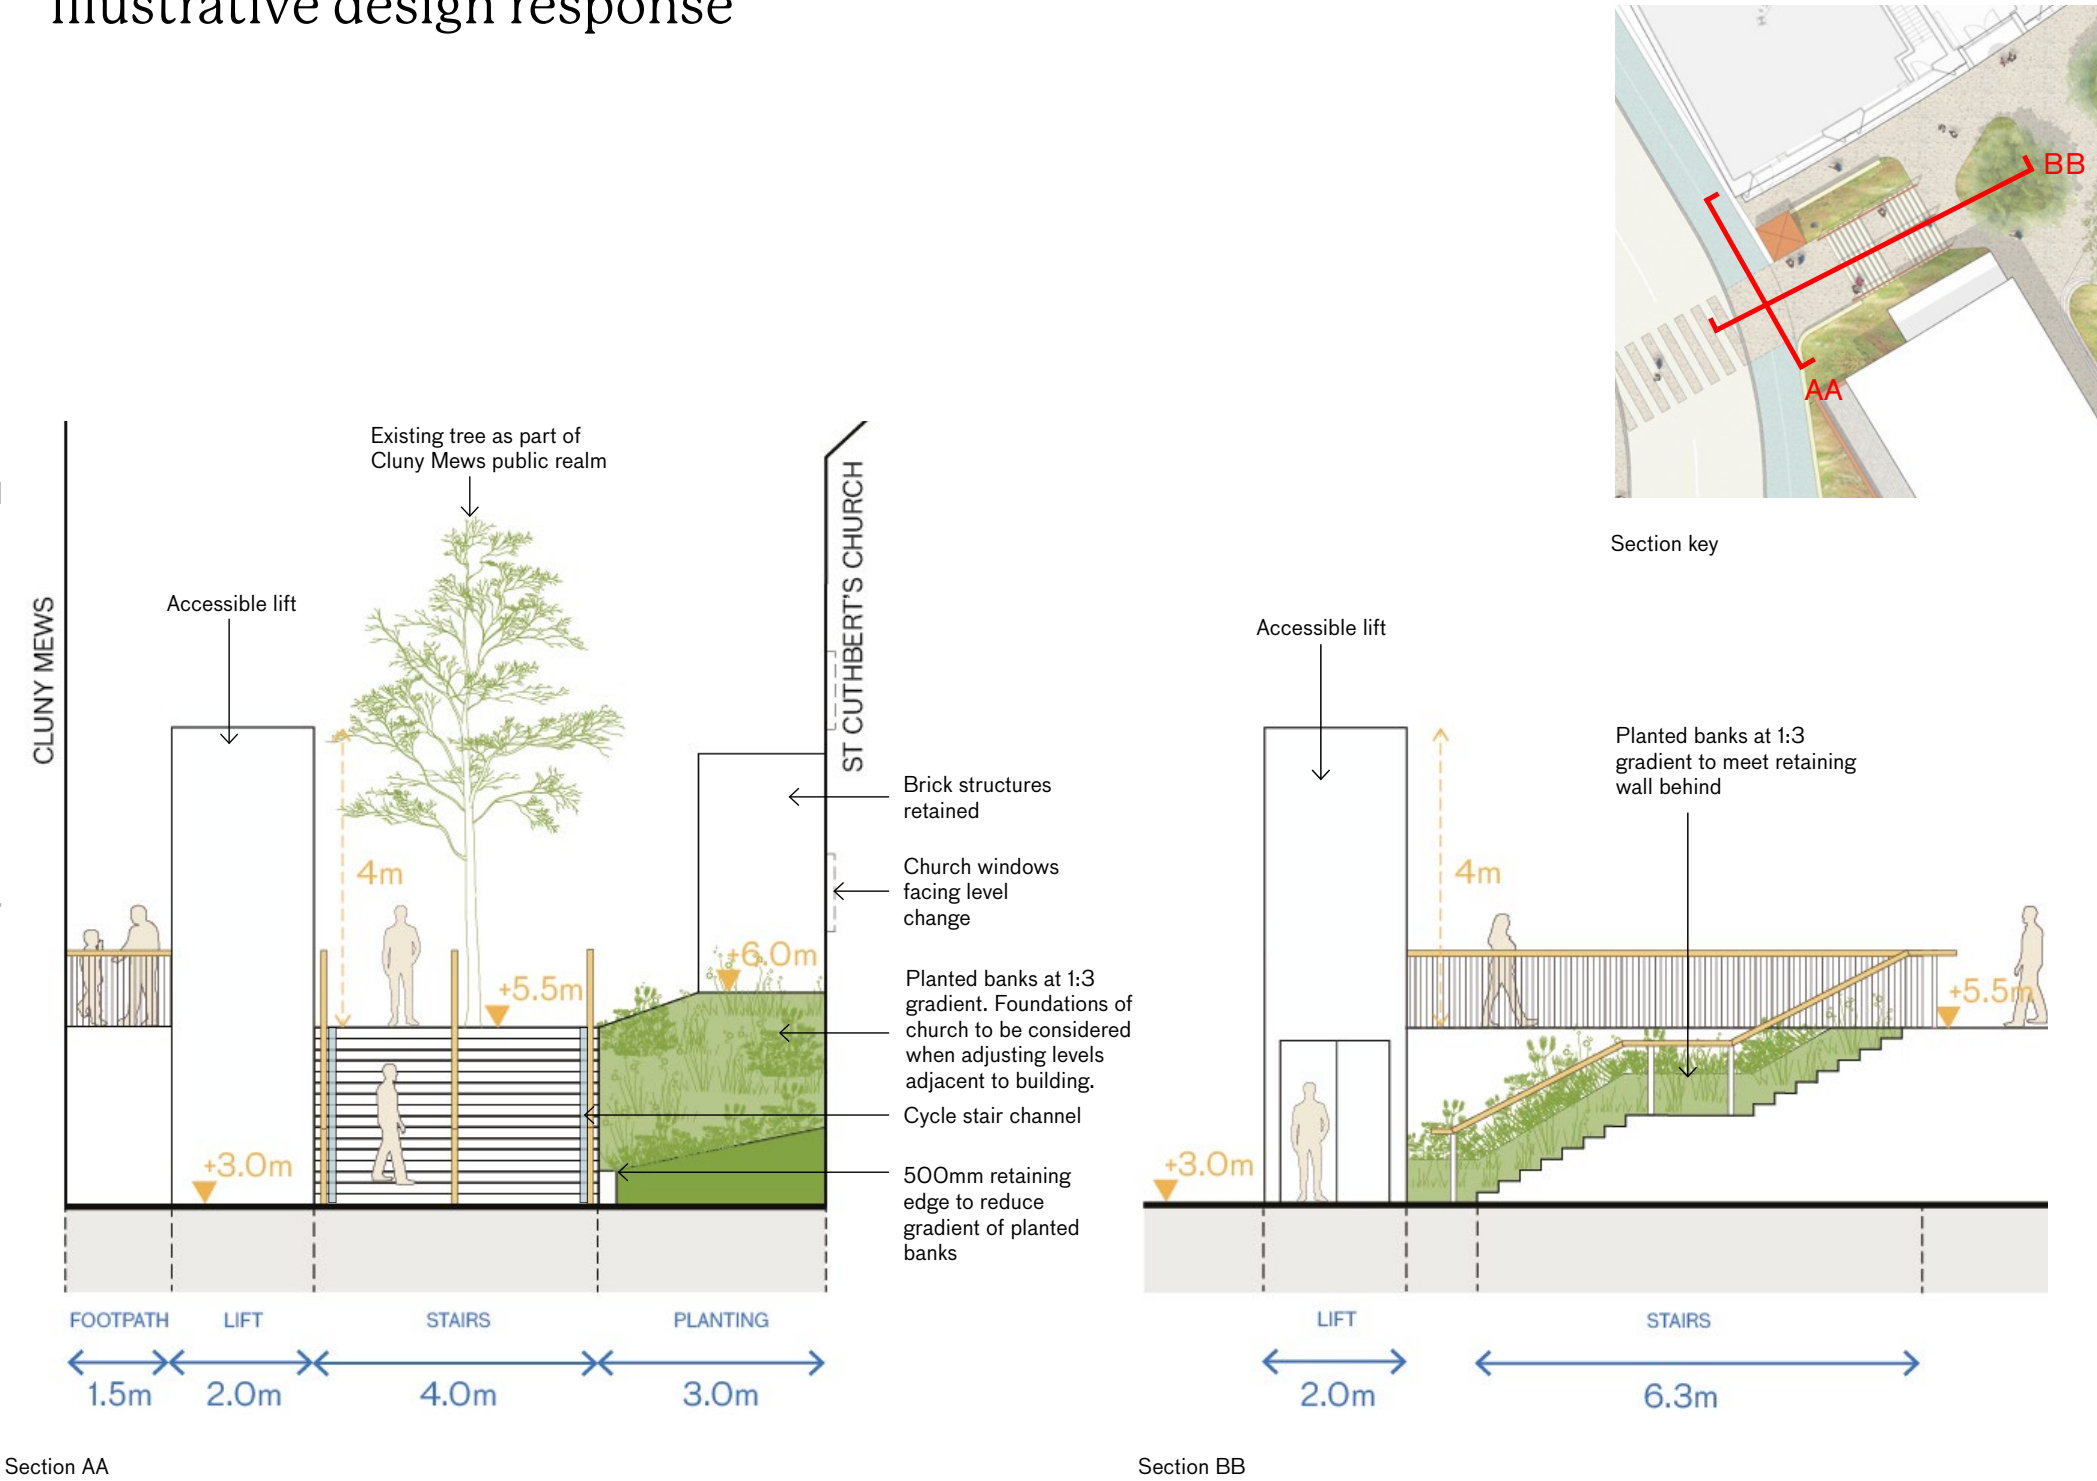 illustrative design response
BB
AA
Section key
Existing tree as part of
Cluny Mews public realm
Accessible lift
CLUNY MEWS
ST CUTHBERT'S CHURCH
4m
+5.5m
+6.0m
+3.0m
Brick structures
retained
Church windows
facing level
change
Planted banks at 1:3
gradient. Foundations of
church to be considered
when adjusting levels
adjacent to building.
Cycle stair channel
500mm retaining
edge to reduce
gradient of planted
banks
FOOTPATH
LIFT
STAIRS
PLANTING
1.5m
2.0m
4.0m
3.0m
Section AA
Accessible lift
Planted banks at 1:3
gradient to meet retaining
wall behind
4m
+5.5m
+3.0m
LIFT
STAIRS
2.0m
6.3m
Section BB